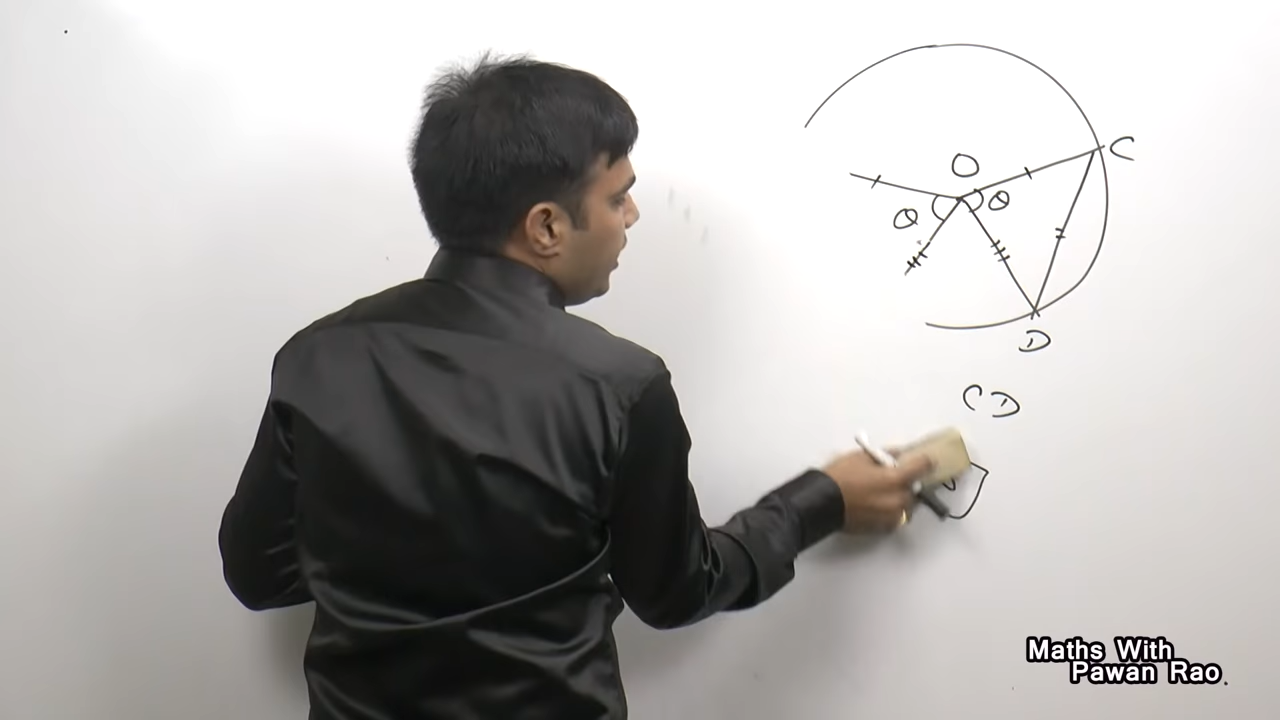 O
C
θ θ
D
CD
Maths With
Pawan Rao.